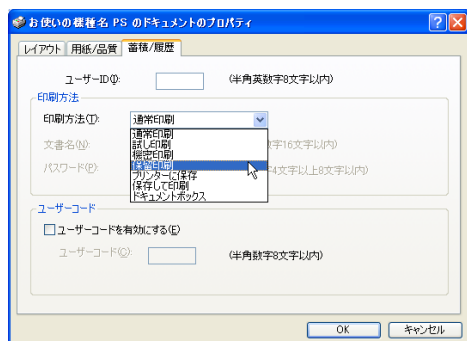 お使いの機種名 PS のドキュメントのプロパティ
レイアウト 用紙/品質 蓄積/履歴
ユーザーID(I): (半角英数字8文字以内)
印刷方法
印刷方法(T): 通常印刷
通常印刷
試し印刷
文書名(N): 字16文字以内)
機密印刷
保留印刷
パスワード(P): 字4文字以上8文字以内)
プリンターに保存
保存して印刷
ドキュメントボックス
ユーザーコード
ユーザーコードを有効にする(E)
ユーザーコード(C): (半角数字8文字以内)
OK キャンセル